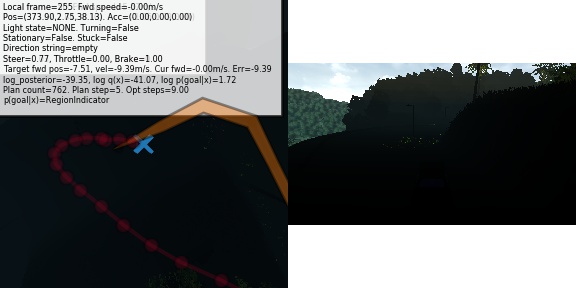 Local frame=255: Fwd speed=-0.00m/s
Pos=(373.90,2.75,38.13). Acc=(0.00,0.00,0.00)
Light state=NONE. Turning=False
Stationary=False. Stuck=False
Direction string=empty
Steer=0.77, Throttle=0.00, Brake=1.00
Target fwd pos=-7.51, vel=-9.39m/s. Cur fwd=-0.00m/s. Err=-9.39
log_posterior=-39.35, log q(x)=-41.07, log p(goal|x)=1.72
Plan count=762. Plan step=5. Opt steps=9.00
p(goal|x)=RegionIndicator